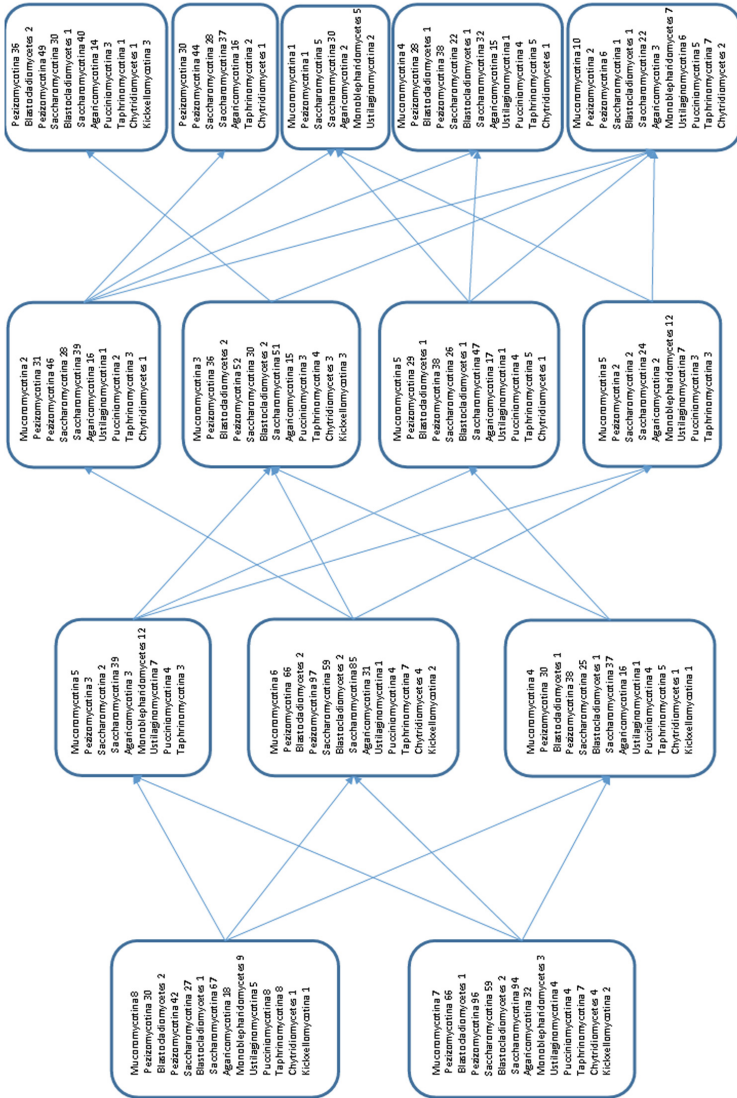 Mucoromycotina 8
Pezizomycotina 30
Blastocladiomycetes 2
Pezizomycotina 42
Saccharomycotina 27
Blastocladiomycetes 1
Saccharomycotina 67
Agaricomycotina 18
Monoblepharidomycetes 9
Ustilaginomycotina 5
Pucciniomycotina 8
Taphrinomycotina 8
Chytridiomycetes 1
Kickxellomycotina 1
Mucoromycotina 7
Pezizomycotina 66
Blastocladiomycetes 1
Pezizomycotina 96
Saccharomycotina 59
Blastocladiomycetes 2
Saccharomycotina 94
Agaricomycotina 32
Monoblepharidomycetes 3
Ustilaginomycotina 4
Pucciniomycotina 4
Taphrinomycotina 7
Chytridiomycetes 4
Kickxellomycotina 2
Mucoromycotina 5
Pezizomycotina 3
Saccharomycotina 2
Saccharomycotina 39
Agaricomycotina 3
Monoblepharidomycetes 12
Ustilaginomycotina 7
Pucciniomycotina 4
Taphrinomycotina 3
Mucoromycotina 6
Pezizomycotina 66
Blastocladiomycetes 2
Pezizomycotina 97
Saccharomycotina 59
Blastocladiomycetes 2
Saccharomycotina 85
Agaricomycotina 31
Ustilaginomycotina 1
Pucciniomycotina 4
Taphrinomycotina 7
Chytridiomycetes 4
Kickxellomycotina 2
Mucoromycotina 4
Pezizomycotina 30
Blastocladiomycetes 1
Pezizomycotina 38
Saccharomycotina 25
Blastocladiomycetes 1
Saccharomycotina 37
Agaricomycotina 16
Ustilaginomycotina 1
Pucciniomycotina 4
Taphrinomycotina 5
Chytridiomycetes 1
Kickxellomycotina 1
Mucoromycotina 2
Pezizomycotina 31
Pezizomycotina 46
Saccharomycotina 28
Saccharomycotina 39
Agaricomycotina 16
Ustilaginomycotina 1
Pucciniomycotina 2
Taphrinomycotina 3
Chytridiomycetes 1
Mucoromycotina 3
Pezizomycotina 36
Blastocladiomycetes 2
Pezizomycotina 52
Saccharomycotina 30
Blastocladiomycetes 2
Saccharomycotina 51
Agaricomycotina 15
Pucciniomycotina 3
Taphrinomycotina 4
Chytridiomycetes 3
Kickxellomycotina 3
Mucoromycotina 5
Pezizomycotina 29
Blastocladiomycetes 1
Pezizomycotina 38
Saccharomycotina 26
Blastocladiomycetes 1
Saccharomycotina 47
Agaricomycotina 17
Ustilaginomycotina 1
Pucciniomycotina 4
Taphrinomycotina 5
Chytridiomycetes 1
Mucoromycotina 5
Pezizomycotina 2
Saccharomycotina 2
Saccharomycotina 24
Agaricomycotina 2
Monoblepharidomycetes 12
Ustilaginomycotina 7
Pucciniomycotina 3
Taphrinomycotina 3
Pezizomycotina 36
Blastocladiomycetes 2
Pezizomycotina 49
Saccharomycotina 30
Blastocladiomycetes 1
Saccharomycotina 40
Agaricomycotina 14
Pucciniomycotina 3
Taphrinomycotina 1
Chytridiomycetes 1
Kickxellomycotina 3
Pezizomycotina 30
Pezizomycotina 44
Saccharomycotina 28
Saccharomycotina 37
Agaricomycotina 16
Taphrinomycotina 2
Chytridiomycetes 1
Mucoromycotina 1
Pezizomycotina 1
Saccharomycotina 5
Saccharomycotina 30
Agaricomycotina 2
Monoblepharidomycetes 5
Ustilaginomycotina 2
Mucoromycotina 4
Pezizomycotina 28
Blastocladiomycetes 1
Pezizomycotina 38
Saccharomycotina 22
Blastocladiomycetes 1
Saccharomycotina 32
Agaricomycotina 15
Ustilaginomycotina 1
Pucciniomycotina 4
Taphrinomycotina 5
Chytridiomycetes 1
Mucoromycotina 10
Pezizomycotina 2
Pezizomycotina 6
Saccharomycotina 1
Blastocladiomycetes 1
Saccharomycotina 22
Agaricomycotina 3
Monoblepharidomycetes 7
Ustilaginomycotina 6
Pucciniomycotina 5
Taphrinomycotina 7
Chytridiomycetes 2